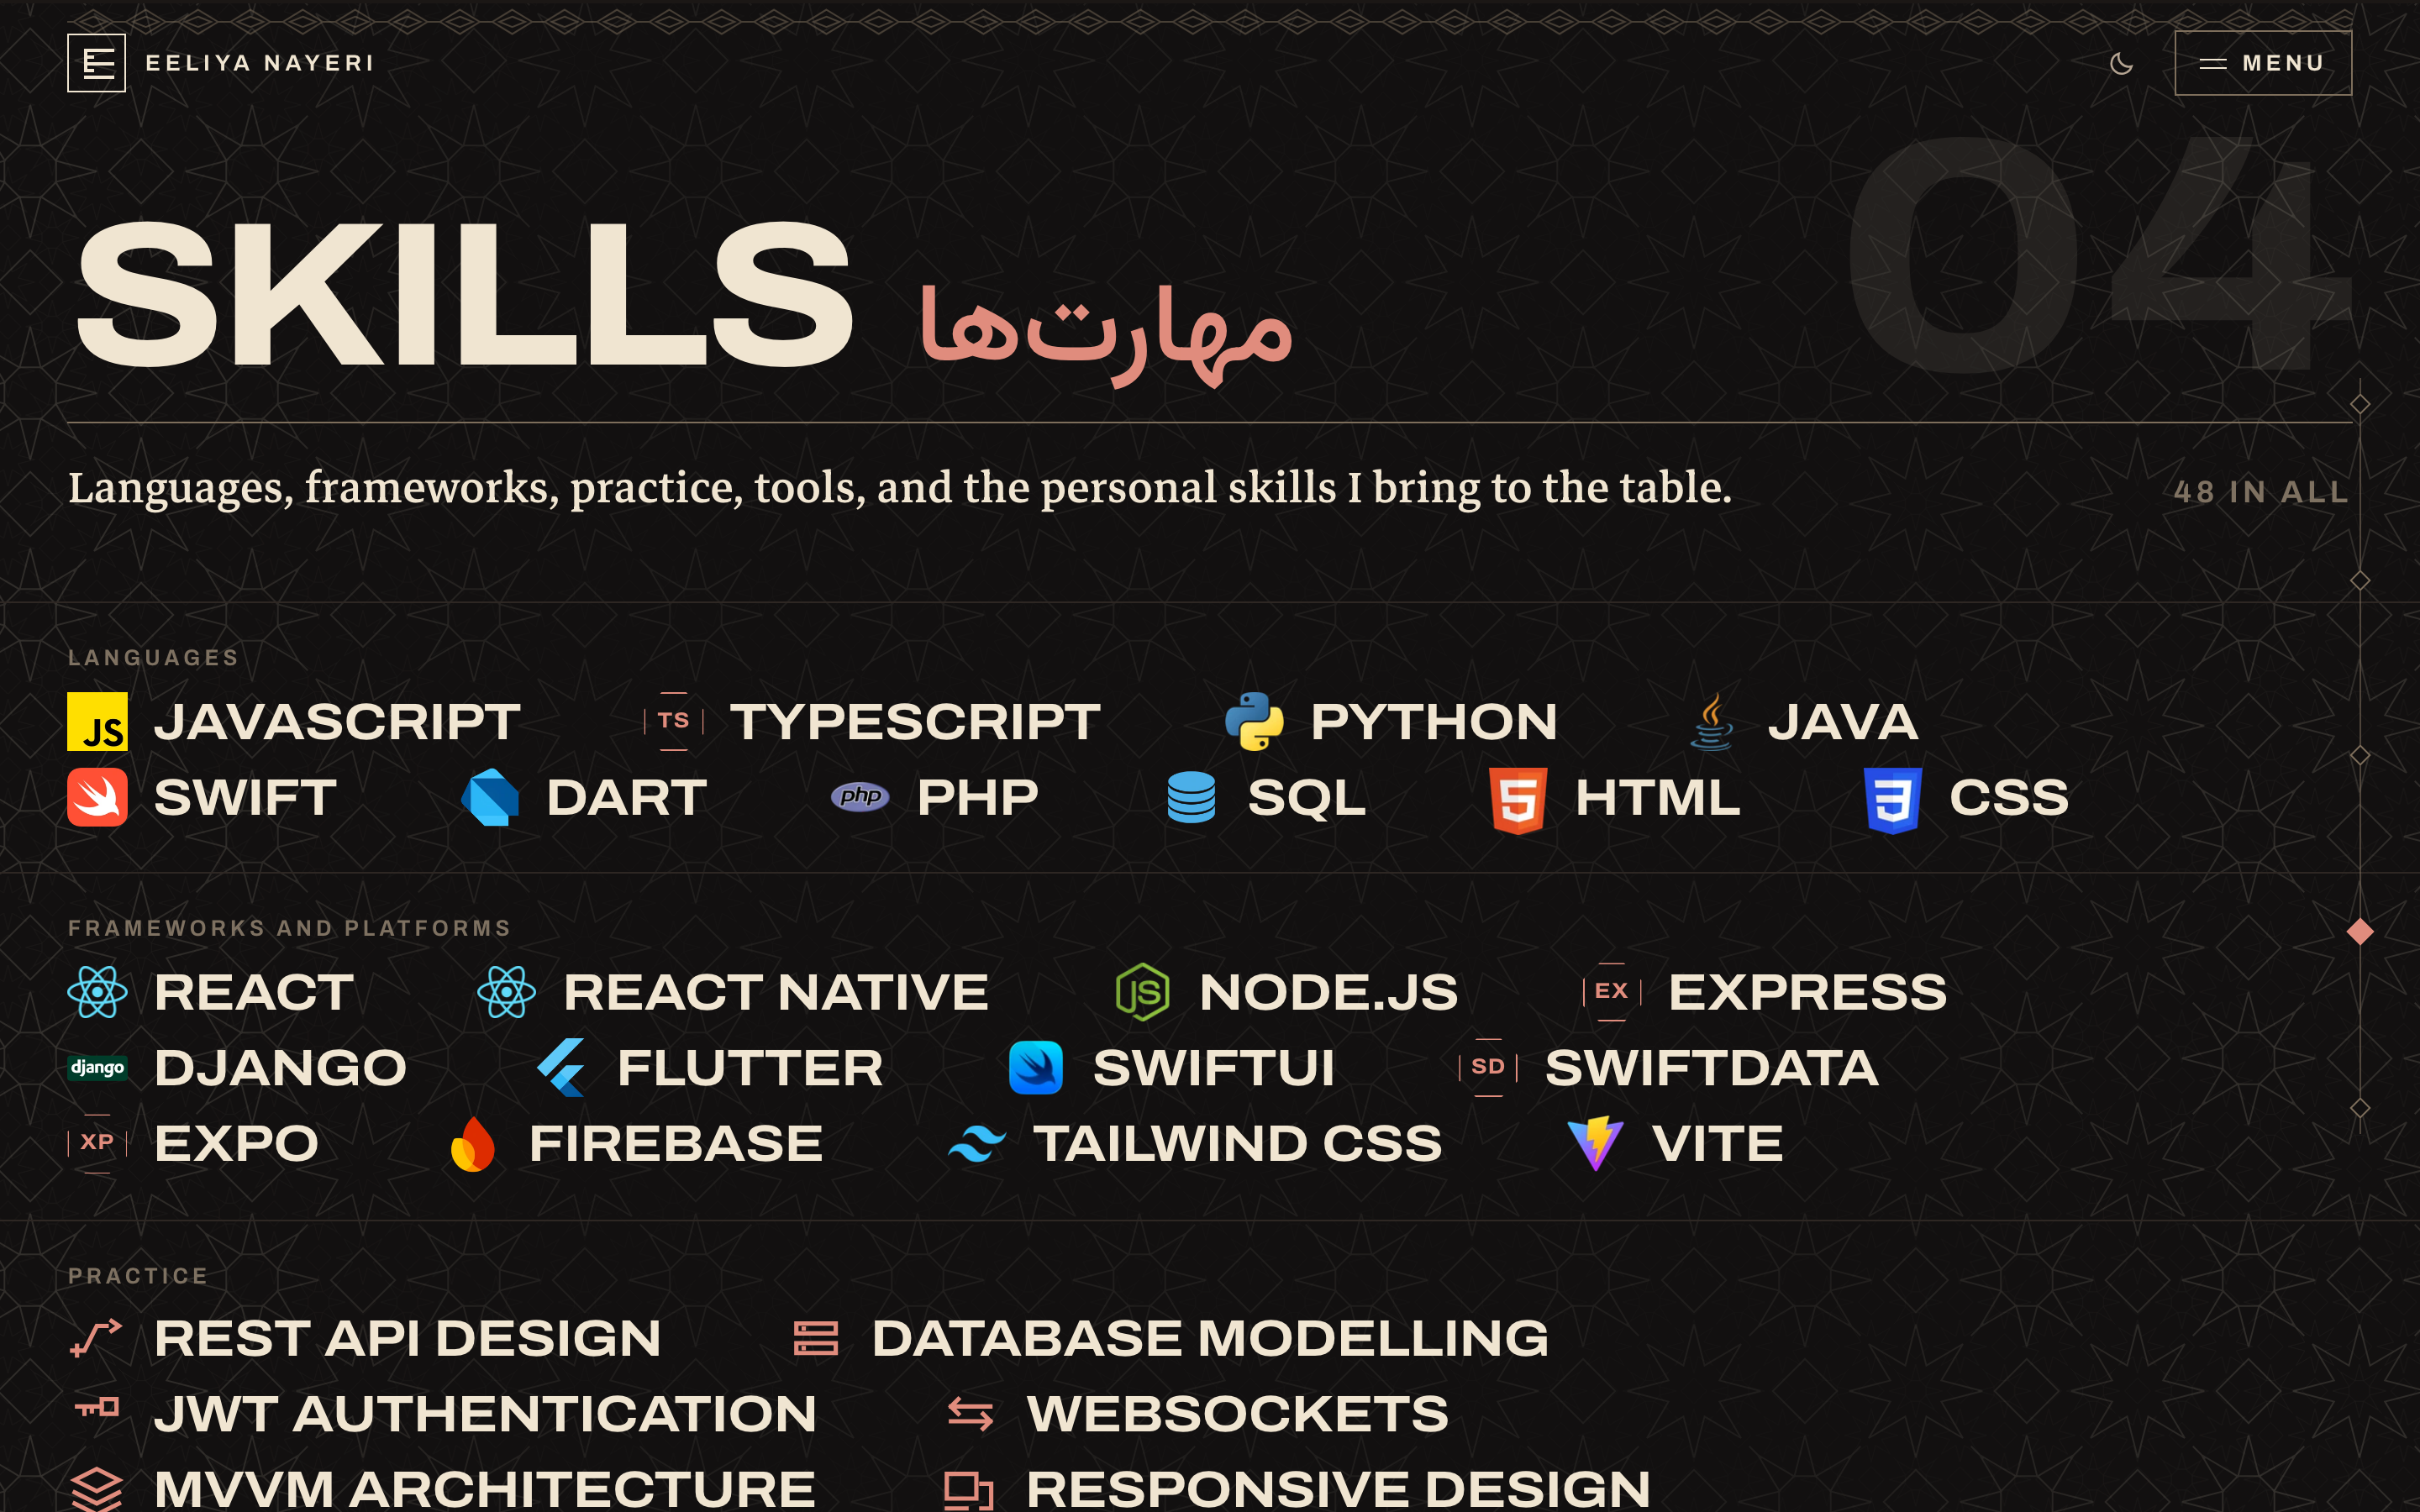 EELIYA NAYERI
MENU
04
SKILLS مهارت‌ها
Languages, frameworks, practice, tools, and the personal skills I bring to the table.
48 IN ALL
LANGUAGES
JS JAVASCRIPT TS TYPESCRIPT PYTHON JAVA
SWIFT DART php PHP SQL 5 HTML 3 CSS
FRAMEWORKS AND PLATFORMS
REACT REACT NATIVE JS NODE.JS EX EXPRESS
django DJANGO FLUTTER SWIFTUI SD SWIFTDATA
XP EXPO FIREBASE TAILWIND CSS VITE
PRACTICE
REST API DESIGN DATABASE MODELLING
JWT AUTHENTICATION WEBSOCKETS
MVVM ARCHITECTURE RESPONSIVE DESIGN